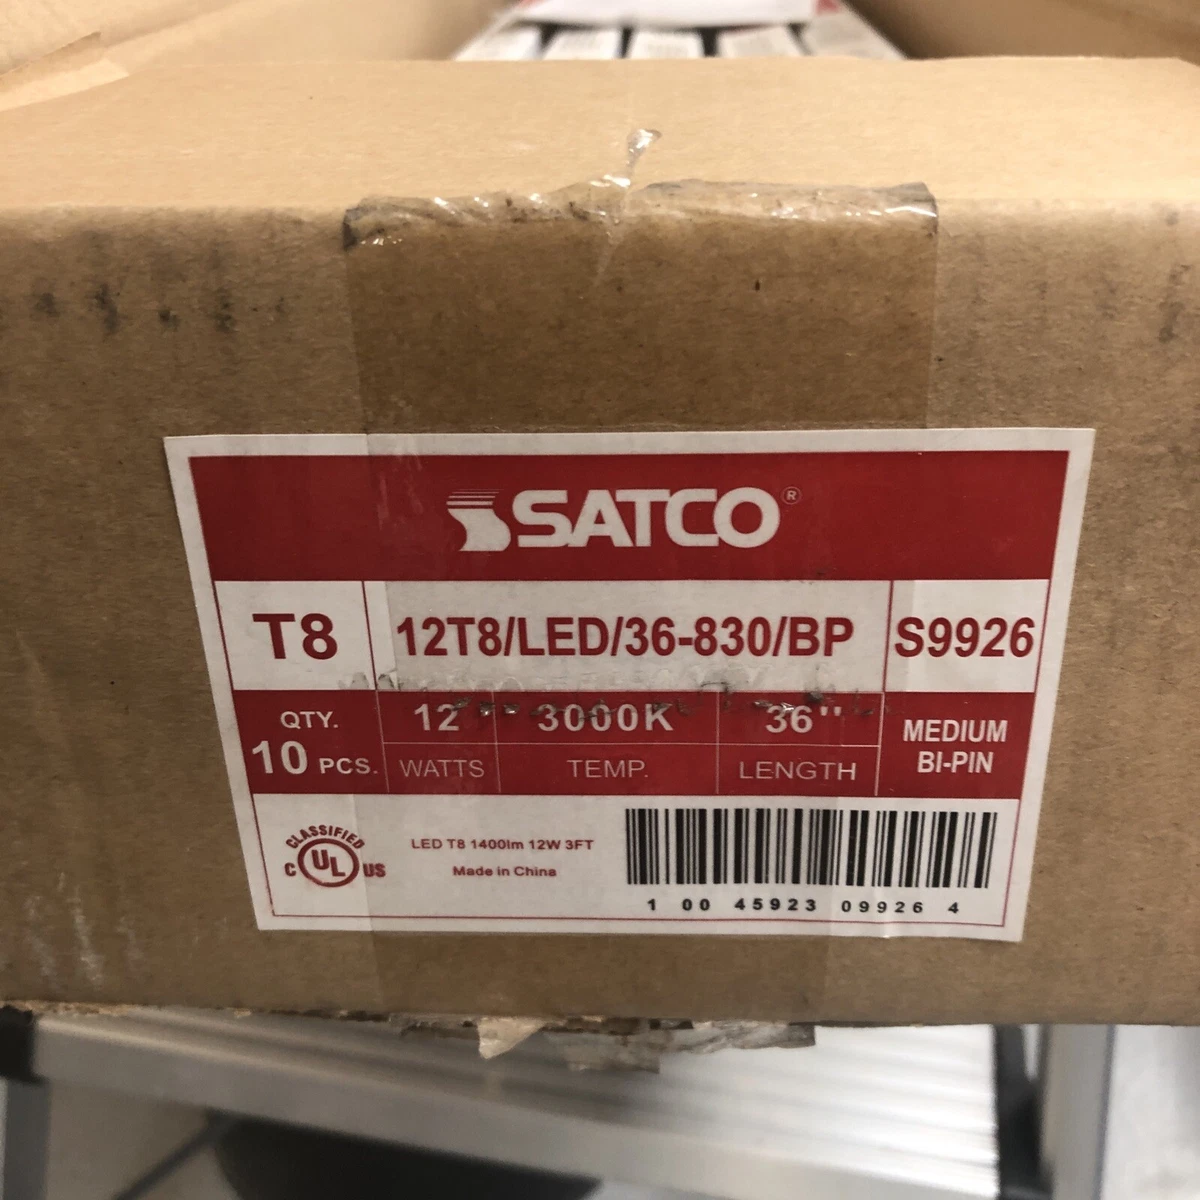 SATCO®
T8
12T8/LED/36-830/BP
S9926
QTY.
10 PCS.
12
WATTS
3000K
TEMP.
36''
LENGTH
MEDIUM
BI-PIN
CLASSIFIED
C UL US
LED T8 1400lm 12W 3FT
Made in China
1 00 45923 09926 4